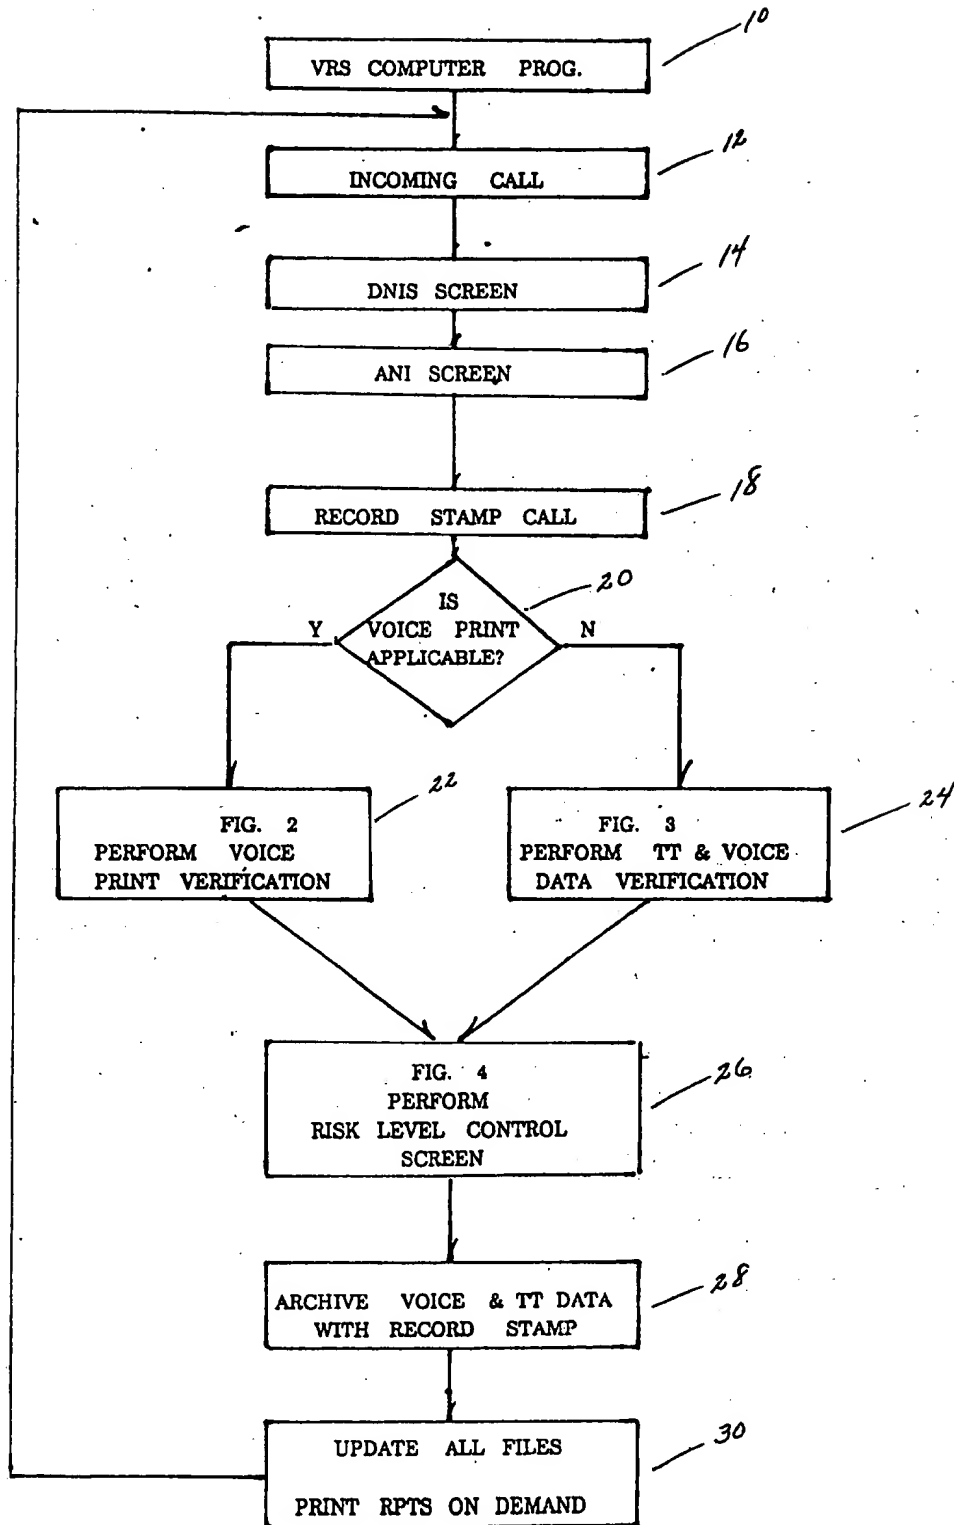 10
VRS COMPUTER PROG.
12
INCOMING CALL
14
DNIS SCREEN
16
ANI SCREEN
18
RECORD STAMP CALL
20
IS
VOICE PRINT
APPLICABLE?
Y
N
22
FIG. 2
PERFORM VOICE
PRINT VERIFICATION
24
FIG. 3
PERFORM TT & VOICE
DATA VERIFICATION
26
FIG. 4
PERFORM
RISK LEVEL CONTROL
SCREEN
28
ARCHIVE VOICE & TT DATA
WITH RECORD STAMP
30
UPDATE ALL FILES
PRINT RPTS ON DEMAND